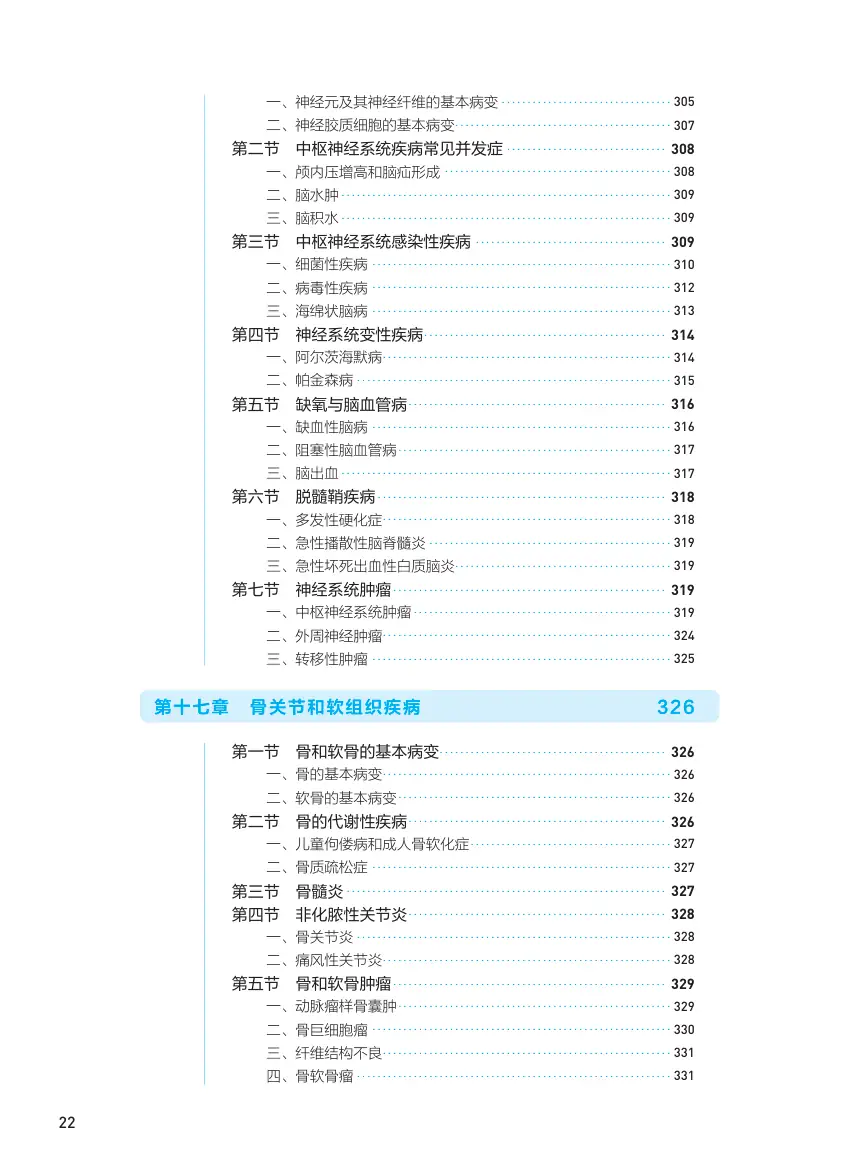 一、神经元及其神经纤维的基本病变 305
二、神经胶质细胞的基本病变 307
第二节 中枢神经系统疾病常见并发症 308
一、颅内压增高和脑疝形成 308
二、脑水肿 309
三、脑积水 309
第三节 中枢神经系统感染性疾病 309
一、细菌性疾病 310
二、病毒性疾病 312
三、海绵状脑病 313
第四节 神经系统变性疾病 314
一、阿尔茨海默病 314
二、帕金森病 315
第五节 缺氧与脑血管病 316
一、缺血性脑病 316
二、阻塞性脑血管病 317
三、脑出血 317
第六节 脱髓鞘疾病 318
一、多发性硬化症 318
二、急性播散性脑脊髓炎 319
三、急性坏死出血性白质脑炎 319
第七节 神经系统肿瘤 319
一、中枢神经系统肿瘤 319
二、外周神经肿瘤 324
三、转移性肿瘤 325
第十七章 骨关节和软组织疾病 326
第一节 骨和软骨的基本病变 326
一、骨的基本病变 326
二、软骨的基本病变 326
第二节 骨的代谢性疾病 326
一、儿童佝偻病和成人骨软化症 327
二、骨质疏松症 327
第三节 骨髓炎 327
第四节 非化脓性关节炎 328
一、骨关节炎 328
二、痛风性关节炎 328
第五节 骨和软骨肿瘤 329
一、动脉瘤样骨囊肿 329
二、骨巨细胞瘤 330
三、纤维结构不良 331
四、骨软骨瘤 331
22